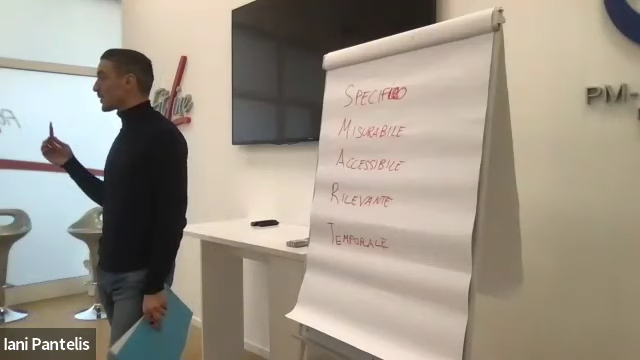 SPECIFICO
MISURABILE
ACCESSIBILE
RILEVANTE
TEMPORALE
PM-
Iani Pantelis